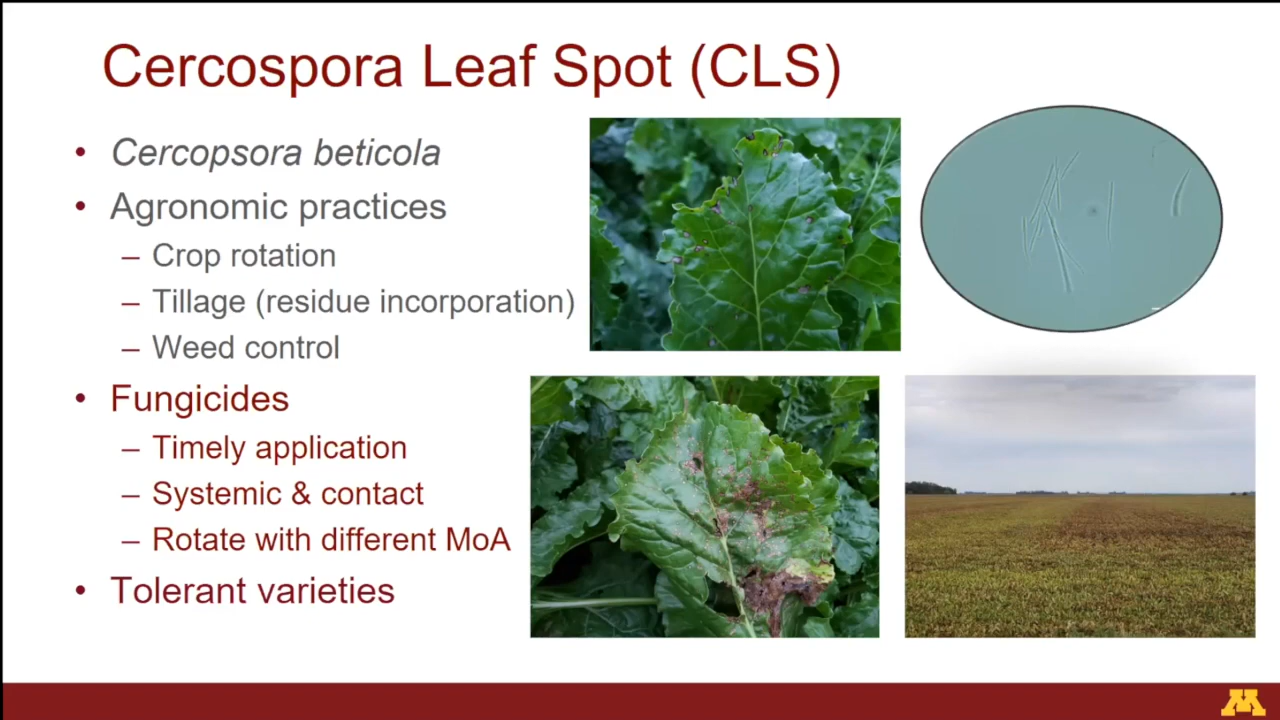 Cercospora Leaf Spot (CLS)
• Cercopsora beticola
• Agronomic practices
– Crop rotation
– Tillage (residue incorporation)
– Weed control
• Fungicides
– Timely application
– Systemic & contact
– Rotate with different MoA
• Tolerant varieties
M